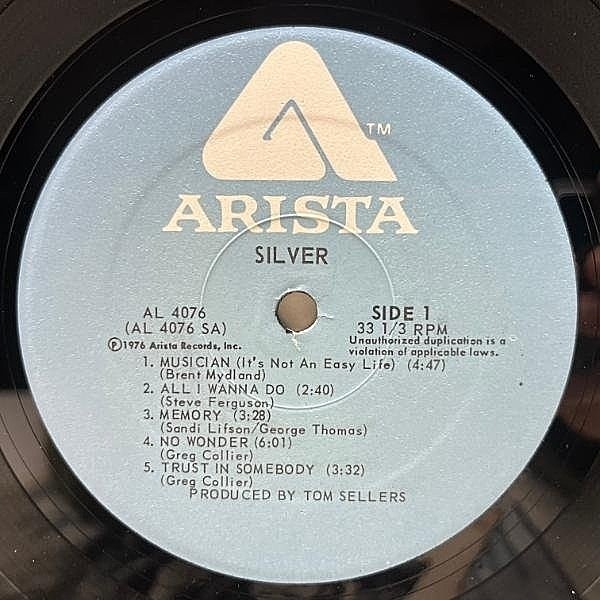 TM
ARISTA
SILVER
AL 4076
(AL 4076 SA)
℗1976 Arista Records, Inc.
SIDE 1
33 1/3 RPM
Unauthorized duplication is a
violation of applicable laws.
1. MUSICIAN (It's Not An Easy Life) (4:47)
(Brent Mydland)
2. ALL I WANNA DO (2:40)
(Steve Ferguson)
3. MEMORY (3:28)
(Sandi Lifson/George Thomas)
4. NO WONDER (6:01)
(Greg Collier)
5. TRUST IN SOMEBODY (3:32)
(Greg Collier)
PRODUCED BY TOM SELLERS